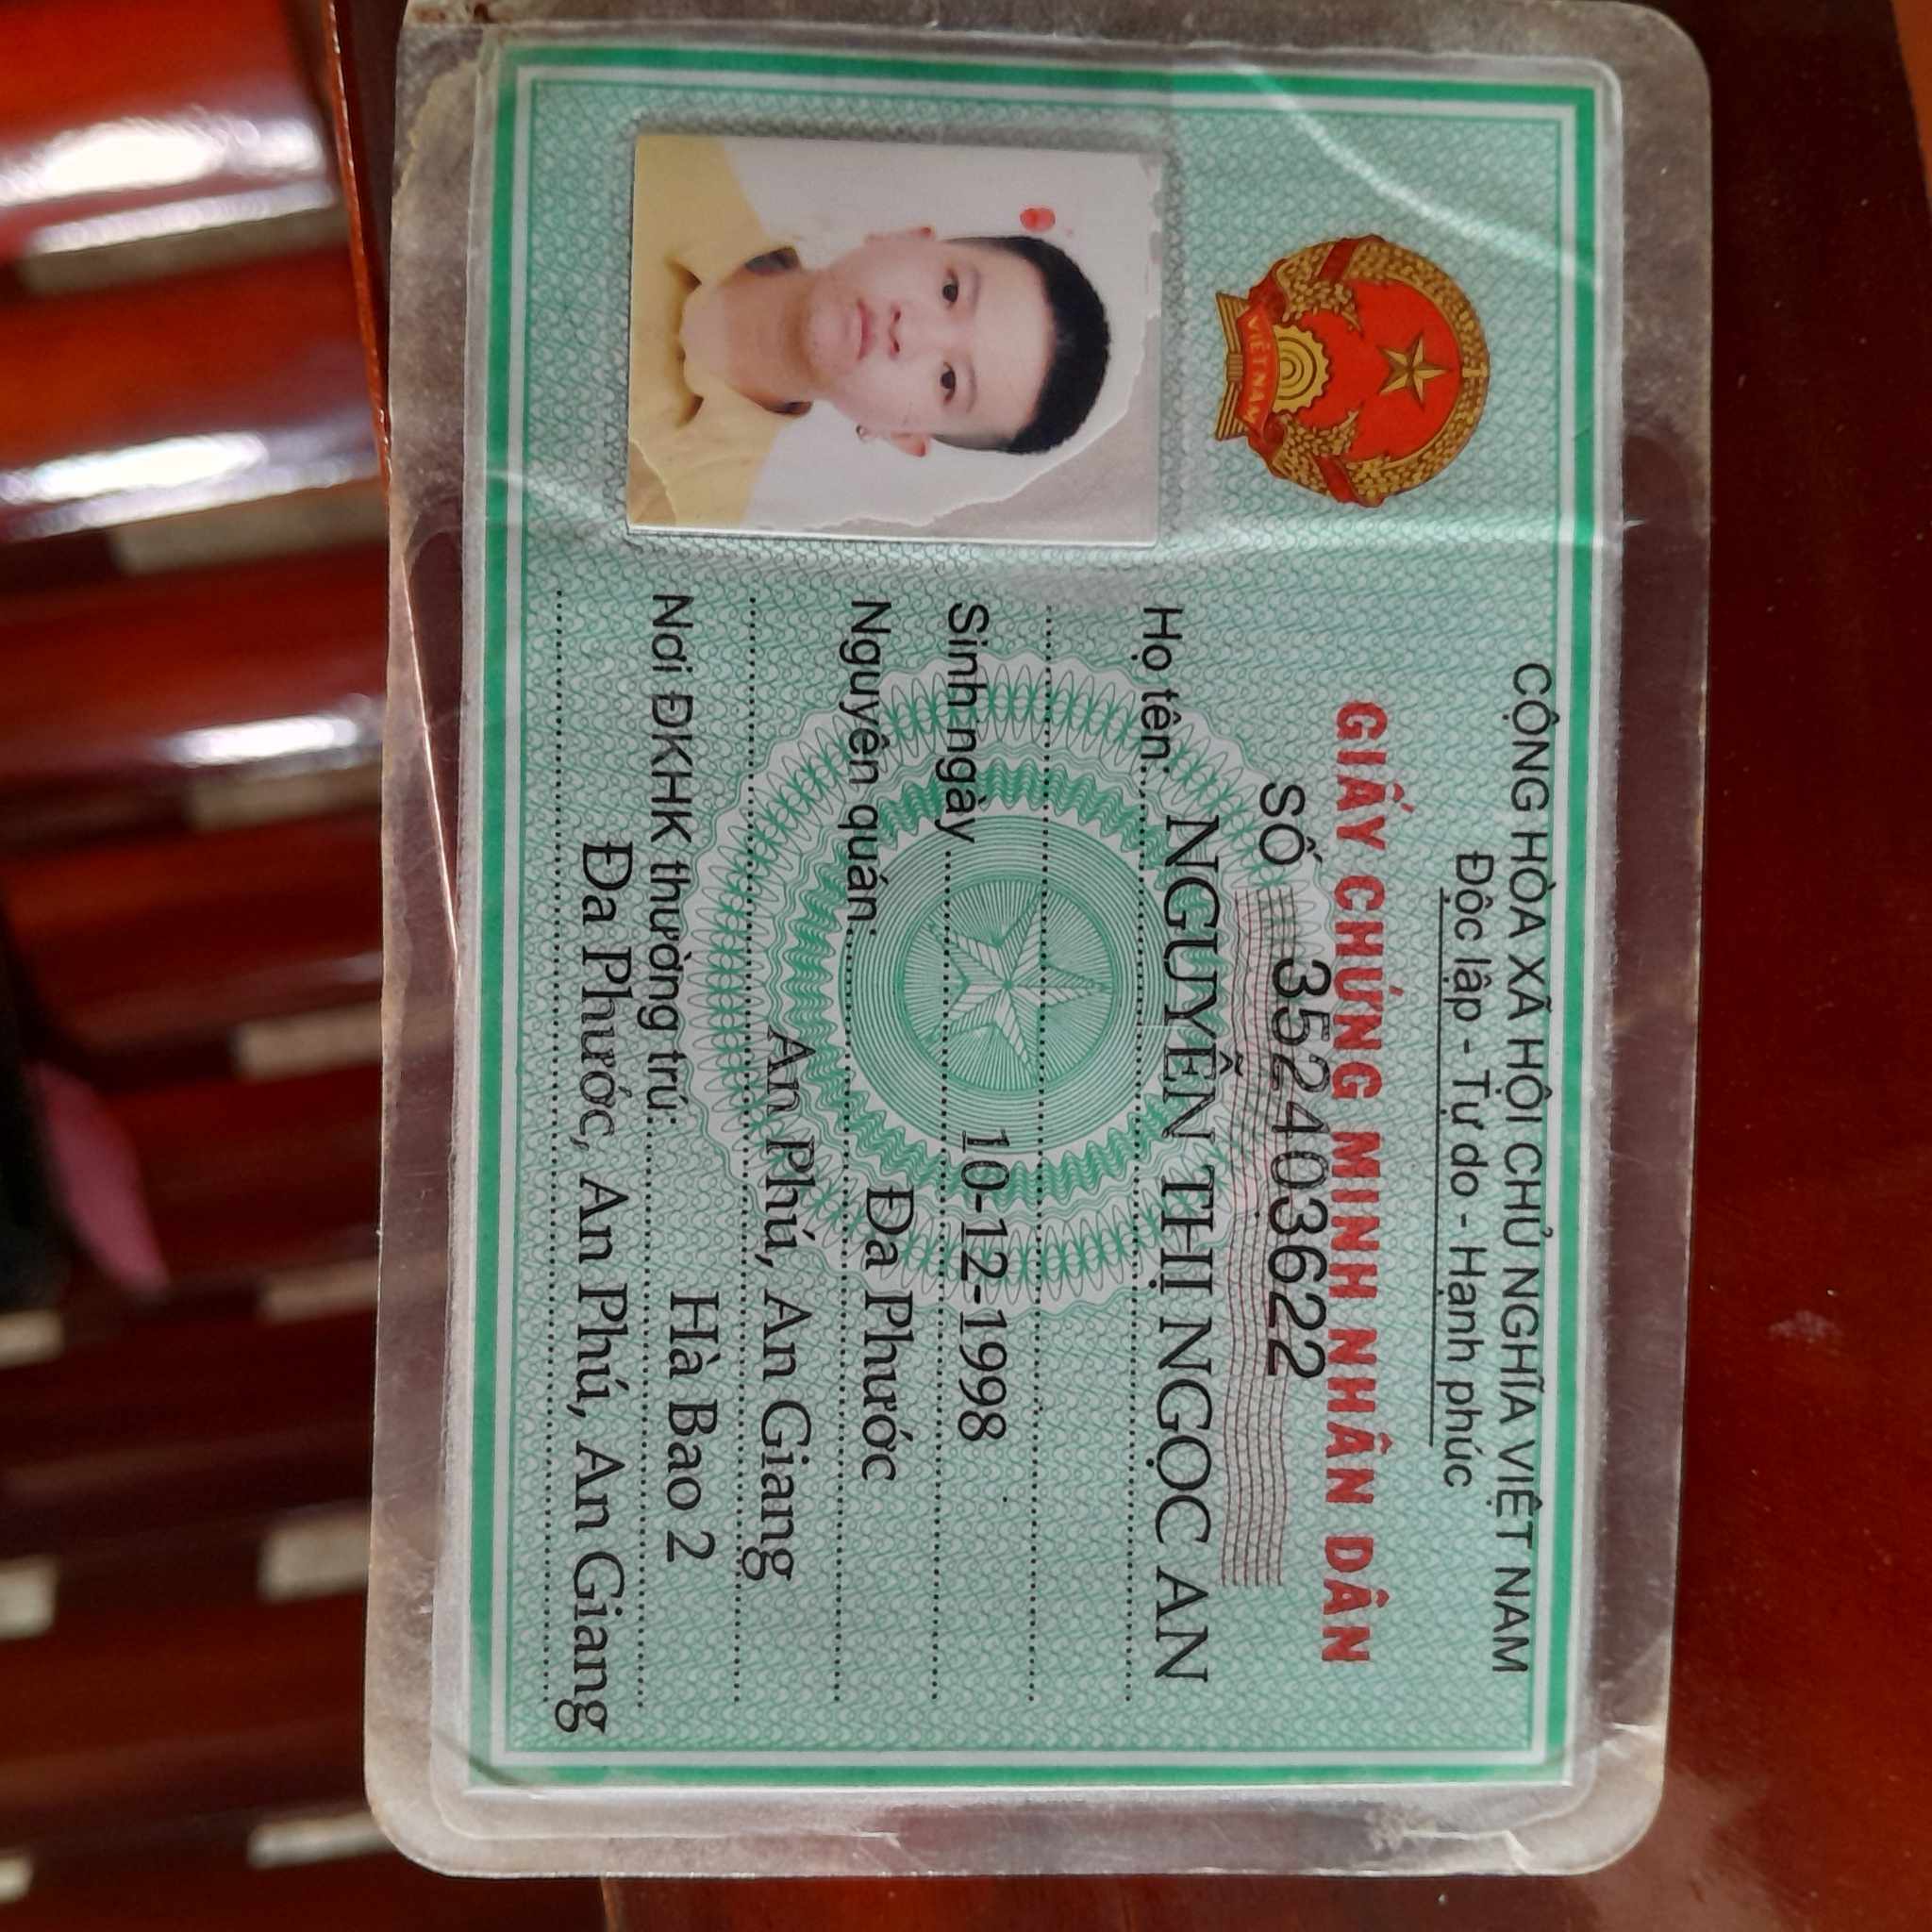 CỘNG HÒA XÃ HỘI CHỦ NGHĨA VIỆT NAM
Độc lập - Tự do - Hạnh phúc
GIẤY CHỨNG MINH NHÂN DÂN
SỐ 352403622
Họ tên: NGUYỄN THỊ NGỌC AN
Sinh ngày 10-12-1998
Nguyên quán: Đa Phước
An Phú, An Giang
Nơi ĐKHK thường trú: Hà Bao 2
Đa Phước, An Phú, An Giang
VIỆT NAM